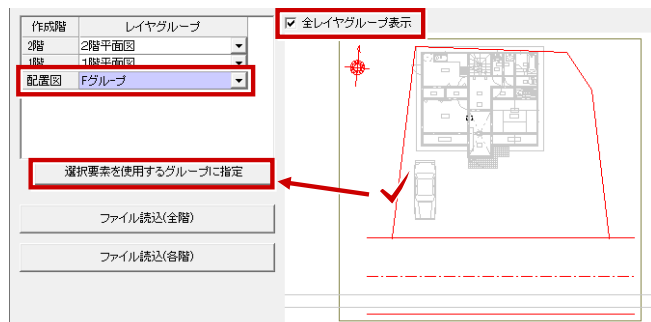 作成階 レイヤグループ
全レイヤグループ表示
2階 2階平面図
1階 1階平面図
配置図 Fグループ
選択要素を使用するグループに指定
ファイル読込(全階)
ファイル読込(各階)